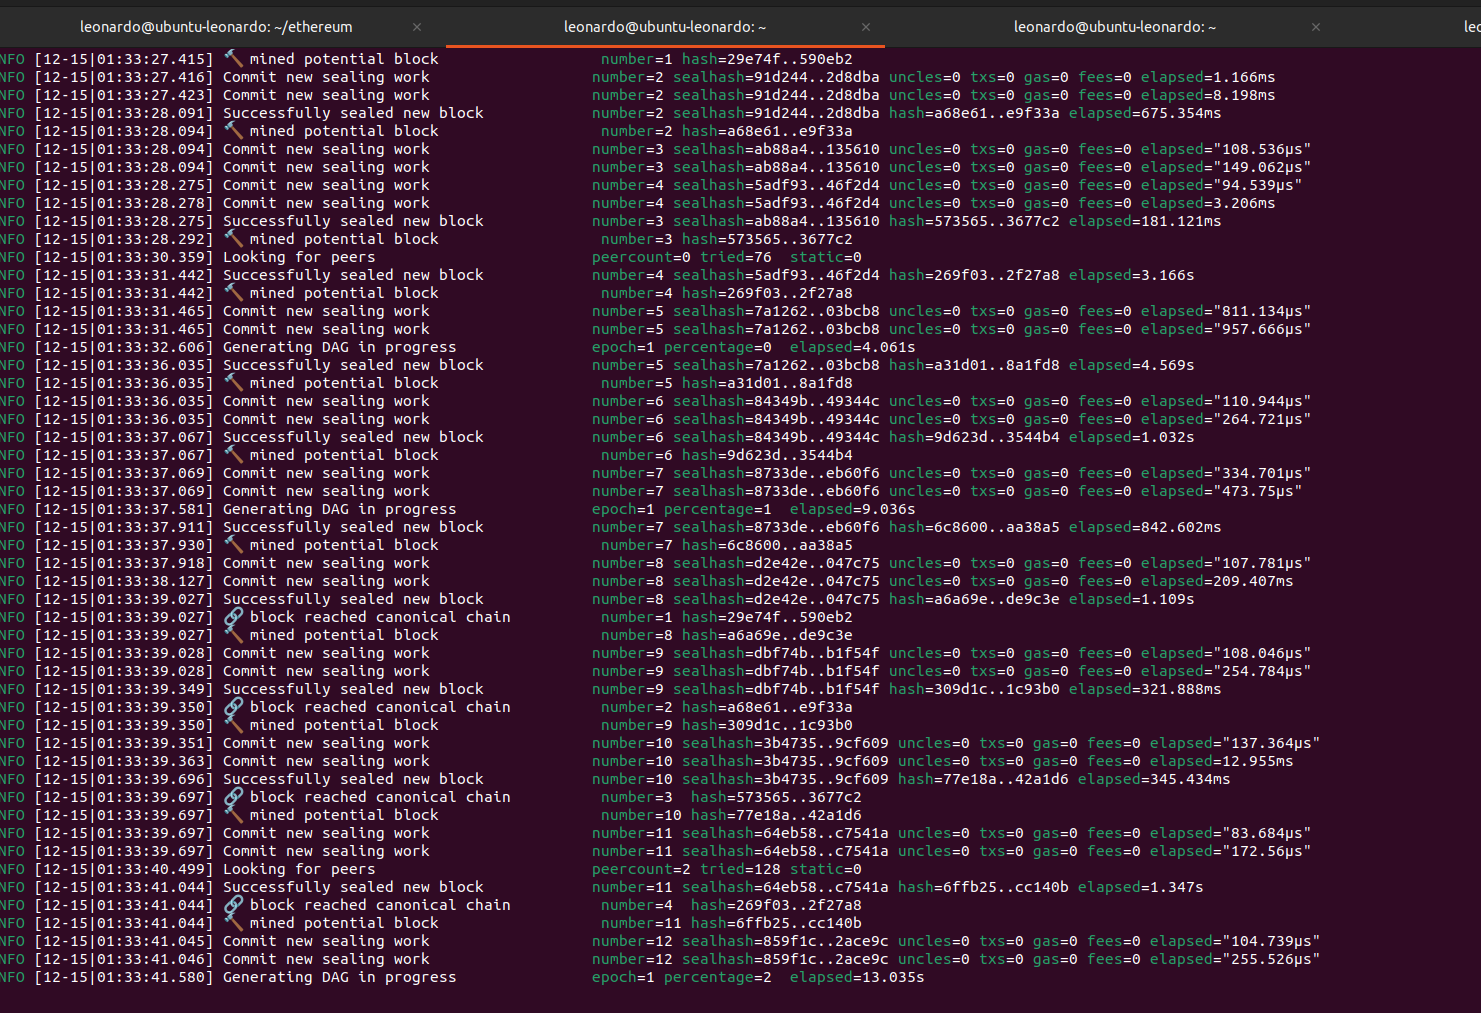 leonardo@ubuntu-leonardo: ~/ethereum × leonardo@ubuntu-leonardo: ~ × leonardo@ubuntu-leonardo: ~ × leo
NFO [12-15|01:33:27.415] 🔨 mined potential block number=1 hash=29e74f..590eb2
NFO [12-15|01:33:27.416] Commit new sealing work number=2 sealhash=91d244..2d8dba uncles=0 txs=0 gas=0 fees=0 elapsed=1.166ms
NFO [12-15|01:33:27.423] Commit new sealing work number=2 sealhash=91d244..2d8dba uncles=0 txs=0 gas=0 fees=0 elapsed=8.198ms
NFO [12-15|01:33:28.091] Successfully sealed new block number=2 sealhash=91d244..2d8dba hash=a68e61..e9f33a elapsed=675.354ms
NFO [12-15|01:33:28.094] 🔨 mined potential block number=2 hash=a68e61..e9f33a
NFO [12-15|01:33:28.094] Commit new sealing work number=3 sealhash=ab88a4..135610 uncles=0 txs=0 gas=0 fees=0 elapsed="108.536µs"
NFO [12-15|01:33:28.094] Commit new sealing work number=3 sealhash=ab88a4..135610 uncles=0 txs=0 gas=0 fees=0 elapsed="149.062µs"
NFO [12-15|01:33:28.275] Commit new sealing work number=4 sealhash=5adf93..46f2d4 uncles=0 txs=0 gas=0 fees=0 elapsed="94.539µs"
NFO [12-15|01:33:28.278] Commit new sealing work number=4 sealhash=5adf93..46f2d4 uncles=0 txs=0 gas=0 fees=0 elapsed=3.206ms
NFO [12-15|01:33:28.275] Successfully sealed new block number=3 sealhash=ab88a4..135610 hash=573565..3677c2 elapsed=181.121ms
NFO [12-15|01:33:28.292] 🔨 mined potential block number=3 hash=573565..3677c2
NFO [12-15|01:33:30.359] Looking for peers peercount=0 tried=76 static=0
NFO [12-15|01:33:31.442] Successfully sealed new block number=4 sealhash=5adf93..46f2d4 hash=269f03..2f27a8 elapsed=3.166s
NFO [12-15|01:33:31.442] 🔨 mined potential block number=4 hash=269f03..2f27a8
NFO [12-15|01:33:31.465] Commit new sealing work number=5 sealhash=7a1262..03bcb8 uncles=0 txs=0 gas=0 fees=0 elapsed="811.134µs"
NFO [12-15|01:33:31.465] Commit new sealing work number=5 sealhash=7a1262..03bcb8 uncles=0 txs=0 gas=0 fees=0 elapsed="957.666µs"
NFO [12-15|01:33:32.606] Generating DAG in progress epoch=1 percentage=0 elapsed=4.061s
NFO [12-15|01:33:36.035] Successfully sealed new block number=5 sealhash=7a1262..03bcb8 hash=a31d01..8a1fd8 elapsed=4.569s
NFO [12-15|01:33:36.035] 🔨 mined potential block number=5 hash=a31d01..8a1fd8
NFO [12-15|01:33:36.035] Commit new sealing work number=6 sealhash=84349b..49344c uncles=0 txs=0 gas=0 fees=0 elapsed="110.944µs"
NFO [12-15|01:33:36.035] Commit new sealing work number=6 sealhash=84349b..49344c uncles=0 txs=0 gas=0 fees=0 elapsed="264.721µs"
NFO [12-15|01:33:37.067] Successfully sealed new block number=6 sealhash=84349b..49344c hash=9d623d..3544b4 elapsed=1.032s
NFO [12-15|01:33:37.067] 🔨 mined potential block number=6 hash=9d623d..3544b4
NFO [12-15|01:33:37.069] Commit new sealing work number=7 sealhash=8733de..eb60f6 uncles=0 txs=0 gas=0 fees=0 elapsed="334.701µs"
NFO [12-15|01:33:37.069] Commit new sealing work number=7 sealhash=8733de..eb60f6 uncles=0 txs=0 gas=0 fees=0 elapsed="473.75µs"
NFO [12-15|01:33:37.581] Generating DAG in progress epoch=1 percentage=1 elapsed=9.036s
NFO [12-15|01:33:37.911] Successfully sealed new block number=7 sealhash=8733de..eb60f6 hash=6c8600..aa38a5 elapsed=842.602ms
NFO [12-15|01:33:37.930] 🔨 mined potential block number=7 hash=6c8600..aa38a5
NFO [12-15|01:33:37.918] Commit new sealing work number=8 sealhash=d2e42e..047c75 uncles=0 txs=0 gas=0 fees=0 elapsed="107.781µs"
NFO [12-15|01:33:38.127] Commit new sealing work number=8 sealhash=d2e42e..047c75 uncles=0 txs=0 gas=0 fees=0 elapsed=209.407ms
NFO [12-15|01:33:39.027] Successfully sealed new block number=8 sealhash=d2e42e..047c75 hash=a6a69e..de9c3e elapsed=1.109s
NFO [12-15|01:33:39.027] 🔗 block reached canonical chain number=1 hash=29e74f..590eb2
NFO [12-15|01:33:39.027] 🔨 mined potential block number=8 hash=a6a69e..de9c3e
NFO [12-15|01:33:39.028] Commit new sealing work number=9 sealhash=dbf74b..b1f54f uncles=0 txs=0 gas=0 fees=0 elapsed="108.046µs"
NFO [12-15|01:33:39.028] Commit new sealing work number=9 sealhash=dbf74b..b1f54f uncles=0 txs=0 gas=0 fees=0 elapsed="254.784µs"
NFO [12-15|01:33:39.349] Successfully sealed new block number=9 sealhash=dbf74b..b1f54f hash=309d1c..1c93b0 elapsed=321.888ms
NFO [12-15|01:33:39.350] 🔗 block reached canonical chain number=2 hash=a68e61..e9f33a
NFO [12-15|01:33:39.350] 🔨 mined potential block number=9 hash=309d1c..1c93b0
NFO [12-15|01:33:39.351] Commit new sealing work number=10 sealhash=3b4735..9cf609 uncles=0 txs=0 gas=0 fees=0 elapsed="137.364µs"
NFO [12-15|01:33:39.363] Commit new sealing work number=10 sealhash=3b4735..9cf609 uncles=0 txs=0 gas=0 fees=0 elapsed=12.955ms
NFO [12-15|01:33:39.696] Successfully sealed new block number=10 sealhash=3b4735..9cf609 hash=77e18a..42a1d6 elapsed=345.434ms
NFO [12-15|01:33:39.697] 🔗 block reached canonical chain number=3 hash=573565..3677c2
NFO [12-15|01:33:39.697] 🔨 mined potential block number=10 hash=77e18a..42a1d6
NFO [12-15|01:33:39.697] Commit new sealing work number=11 sealhash=64eb58..c7541a uncles=0 txs=0 gas=0 fees=0 elapsed="83.684µs"
NFO [12-15|01:33:39.697] Commit new sealing work number=11 sealhash=64eb58..c7541a uncles=0 txs=0 gas=0 fees=0 elapsed="172.56µs"
NFO [12-15|01:33:40.499] Looking for peers peercount=2 tried=128 static=0
NFO [12-15|01:33:41.044] Successfully sealed new block number=11 sealhash=64eb58..c7541a hash=6ffb25..cc140b elapsed=1.347s
NFO [12-15|01:33:41.044] 🔗 block reached canonical chain number=4 hash=269f03..2f27a8
NFO [12-15|01:33:41.044] 🔨 mined potential block number=11 hash=6ffb25..cc140b
NFO [12-15|01:33:41.045] Commit new sealing work number=12 sealhash=859f1c..2ace9c uncles=0 txs=0 gas=0 fees=0 elapsed="104.739µs"
NFO [12-15|01:33:41.046] Commit new sealing work number=12 sealhash=859f1c..2ace9c uncles=0 txs=0 gas=0 fees=0 elapsed="255.526µs"
NFO [12-15|01:33:41.580] Generating DAG in progress epoch=1 percentage=2 elapsed=13.035s